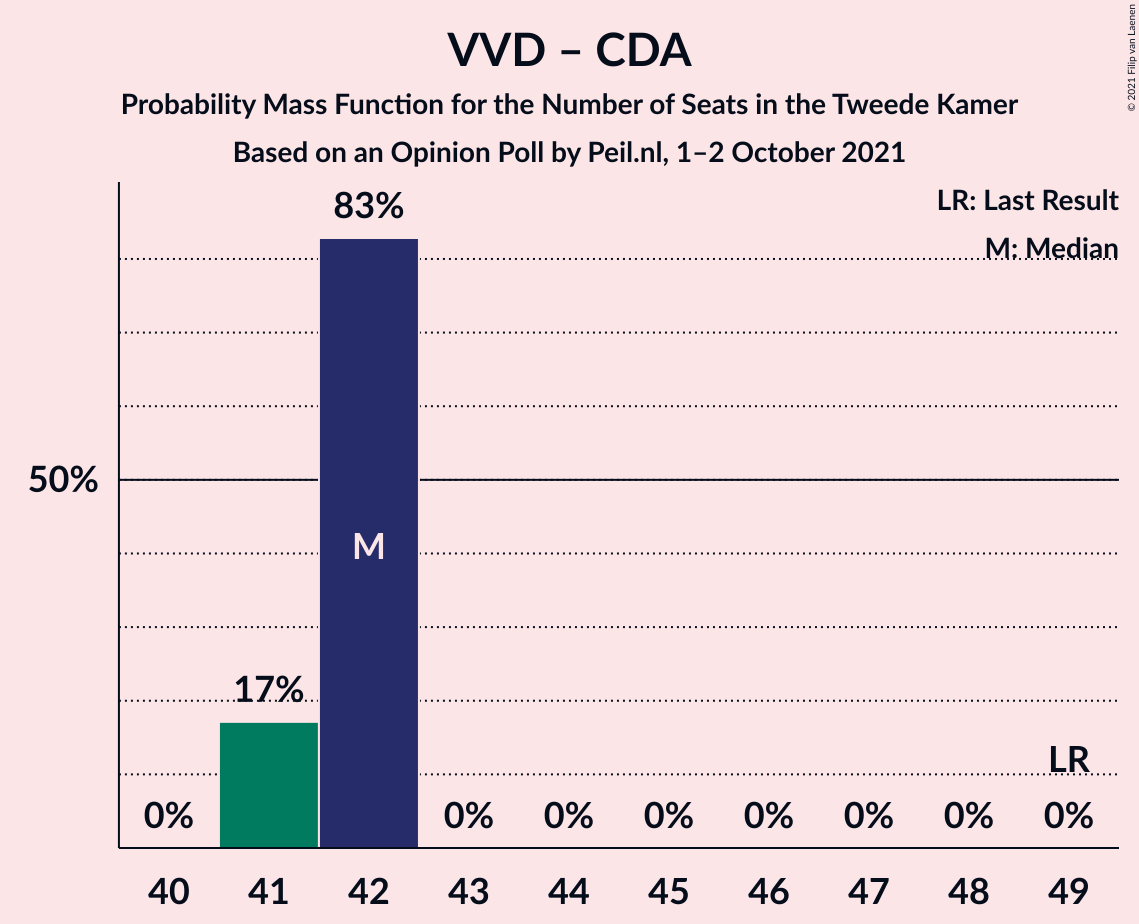 VVD – CDA
Probability Mass Function for the Number of Seats in the Tweede Kamer
Based on an Opinion Poll by Peil.nl, 1–2 October 2021
© 2021 Filip van Laenen
LR: Last Result
M: Median
83%
50%
M
17%
LR
0% 0% 0% 0% 0% 0% 0% 0%
40 41 42 43 44 45 46 47 48 49